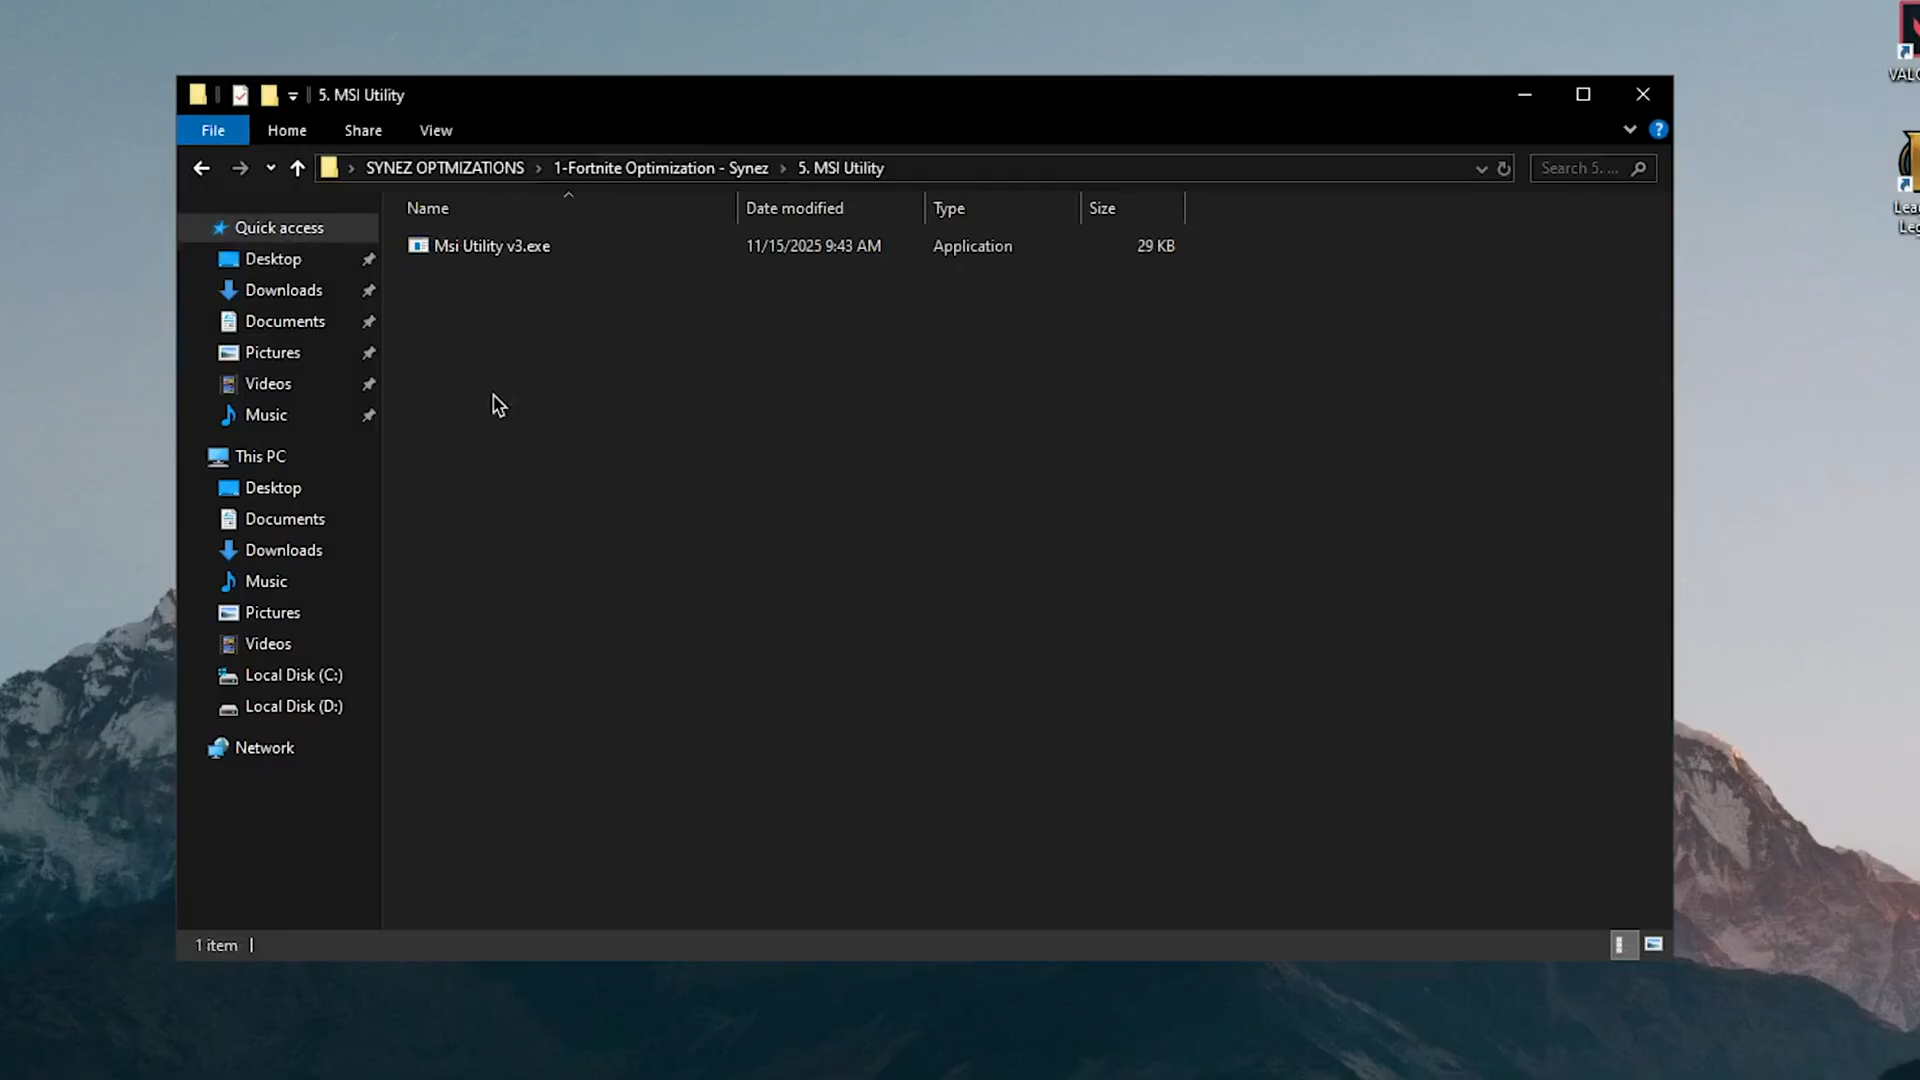 5. MSI Utility
File Home Share View
SYNEZ OPTMIZATIONS > 1-Fortnite Optimization - Synez > 5. MSI Utility
Search 5. ...
Name Date modified Type Size
Msi Utility v3.exe 11/15/2025 9:43 AM Application 29 KB
Quick access
Desktop
Downloads
Documents
Pictures
Videos
Music
This PC
Desktop
Documents
Downloads
Music
Pictures
Videos
Local Disk (C:)
Local Disk (D:)
Network
1 item
VALO
Lea
Leg